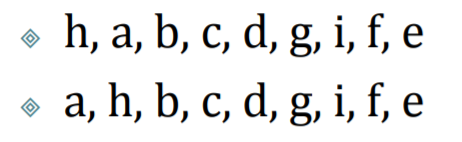 h, a, b, c, d, g, i, f, e
a, h, b, c, d, g, i, f, e